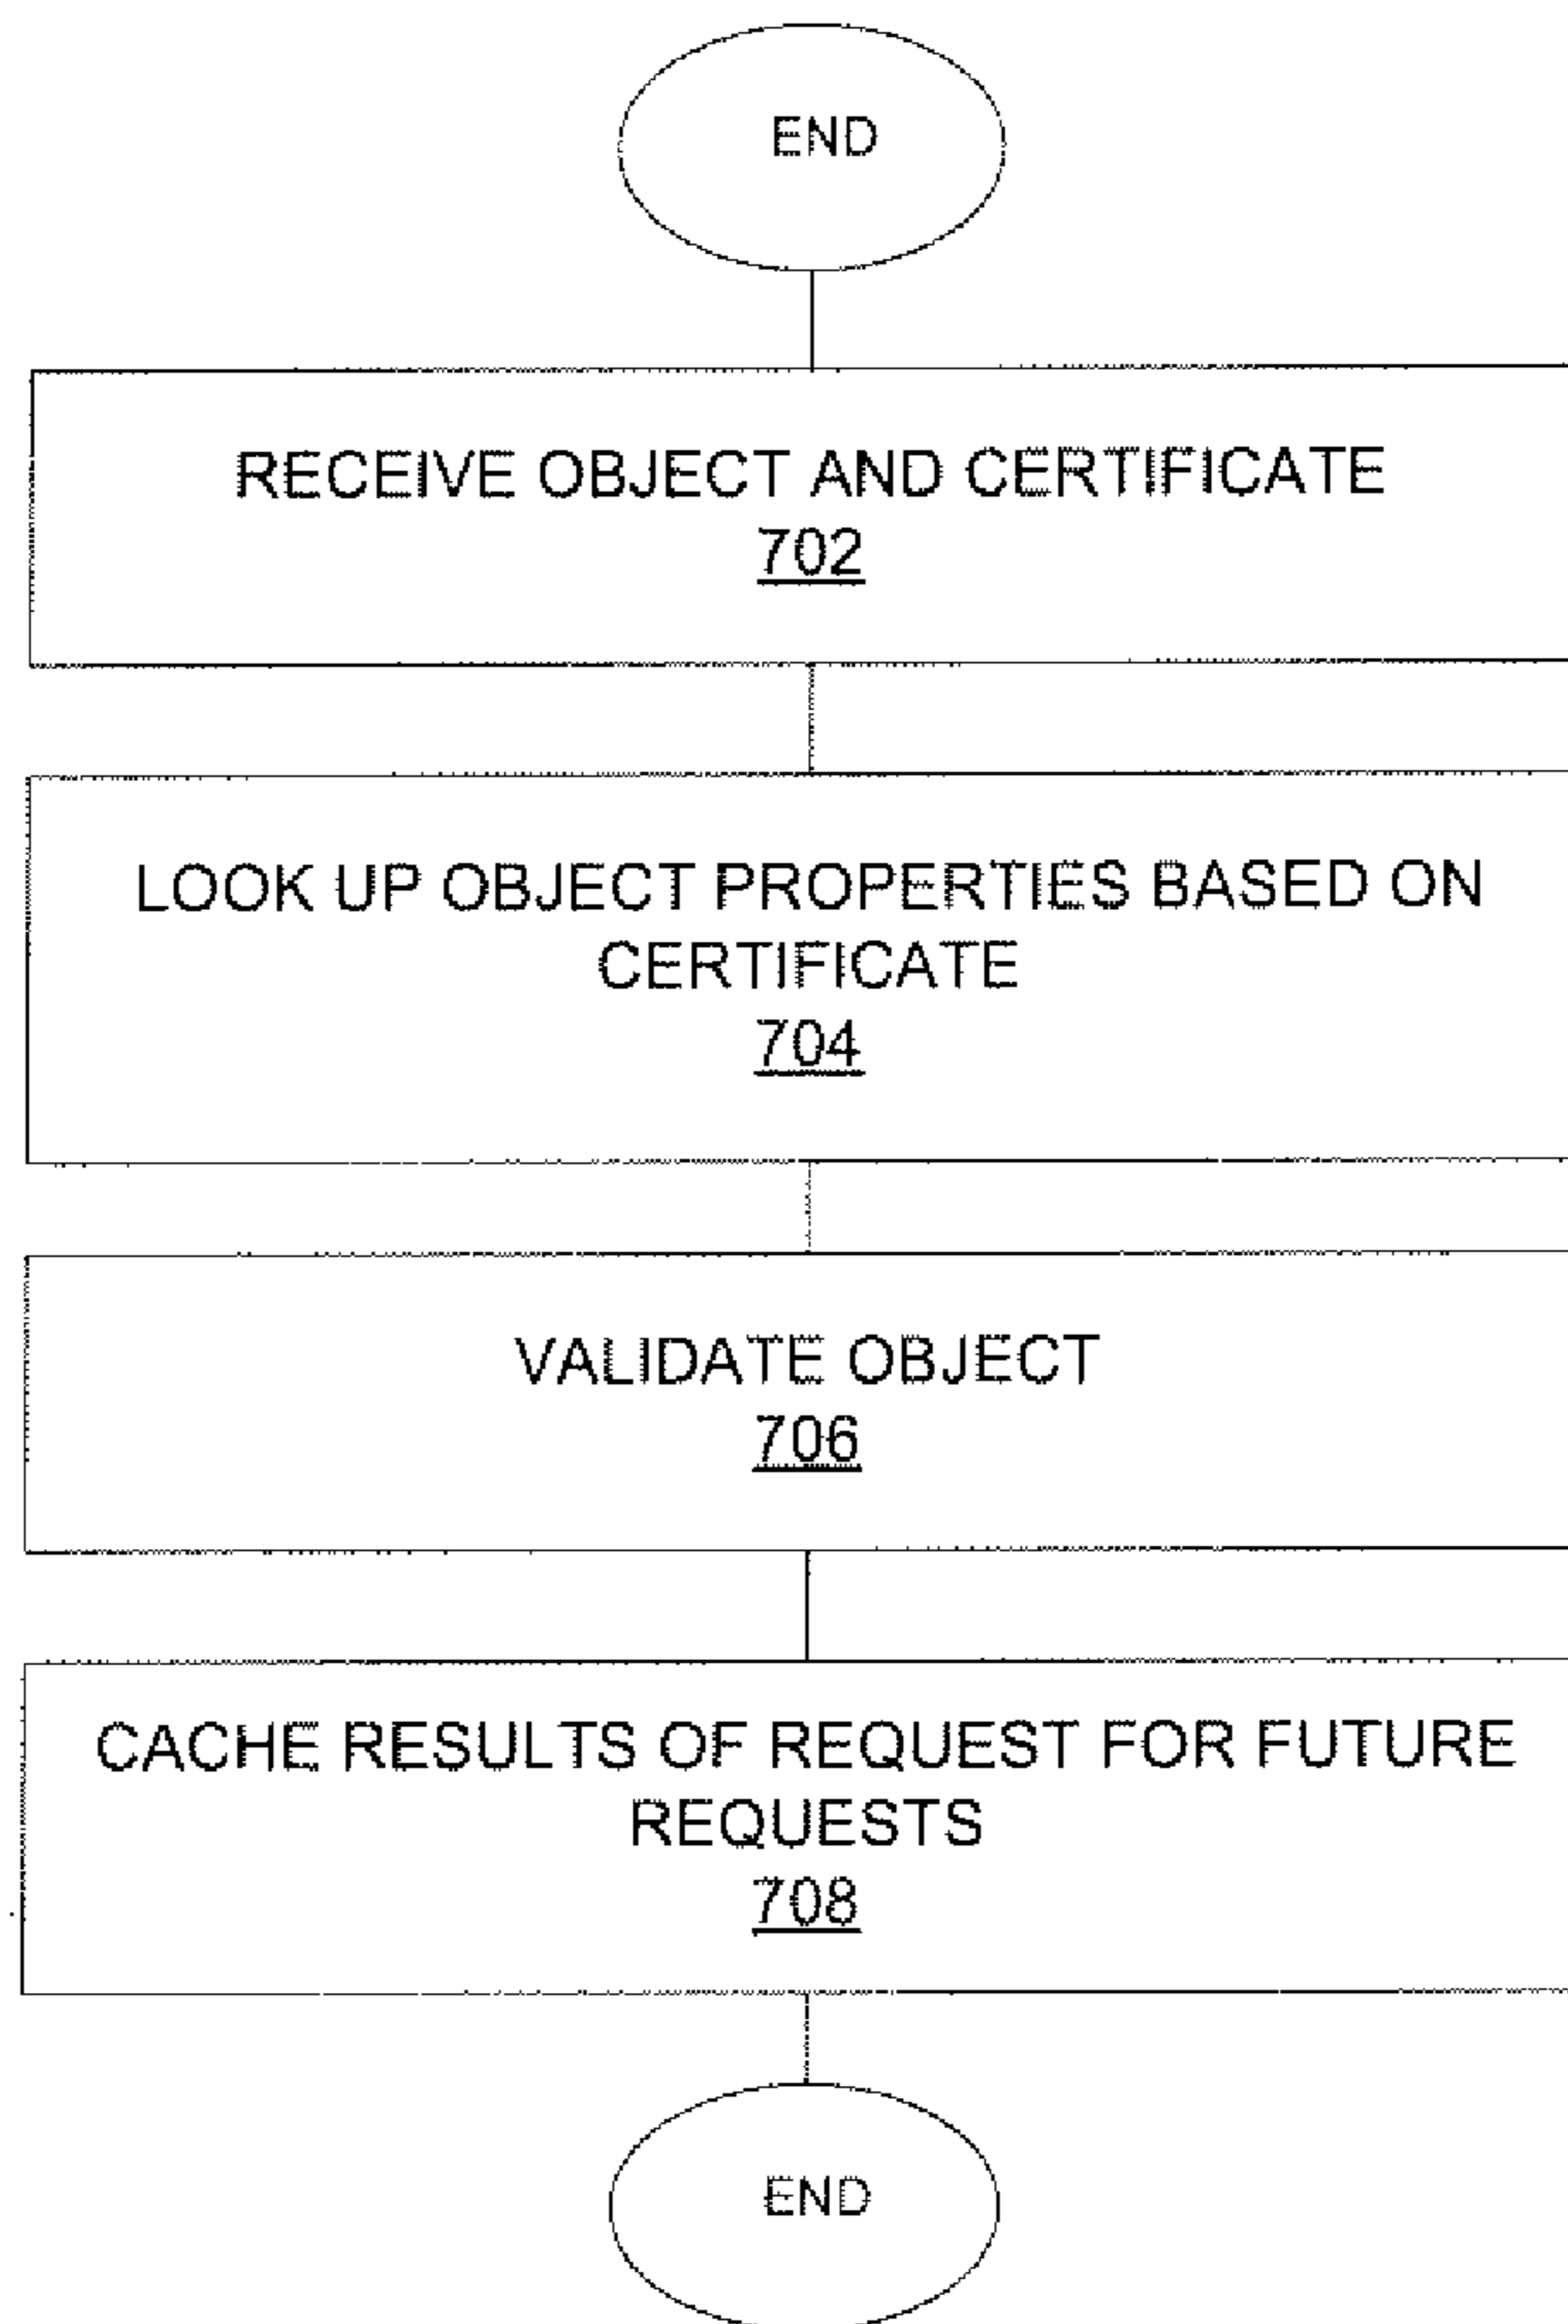 END
RECEIVE OBJECT AND CERTIFICATE
702
LOOK UP OBJECT PROPERTIES BASED ON
CERTIFICATE
704
VALIDATE OBJECT
706
CACHE RESULTS OF REQUEST FOR FUTURE
REQUESTS
708
END